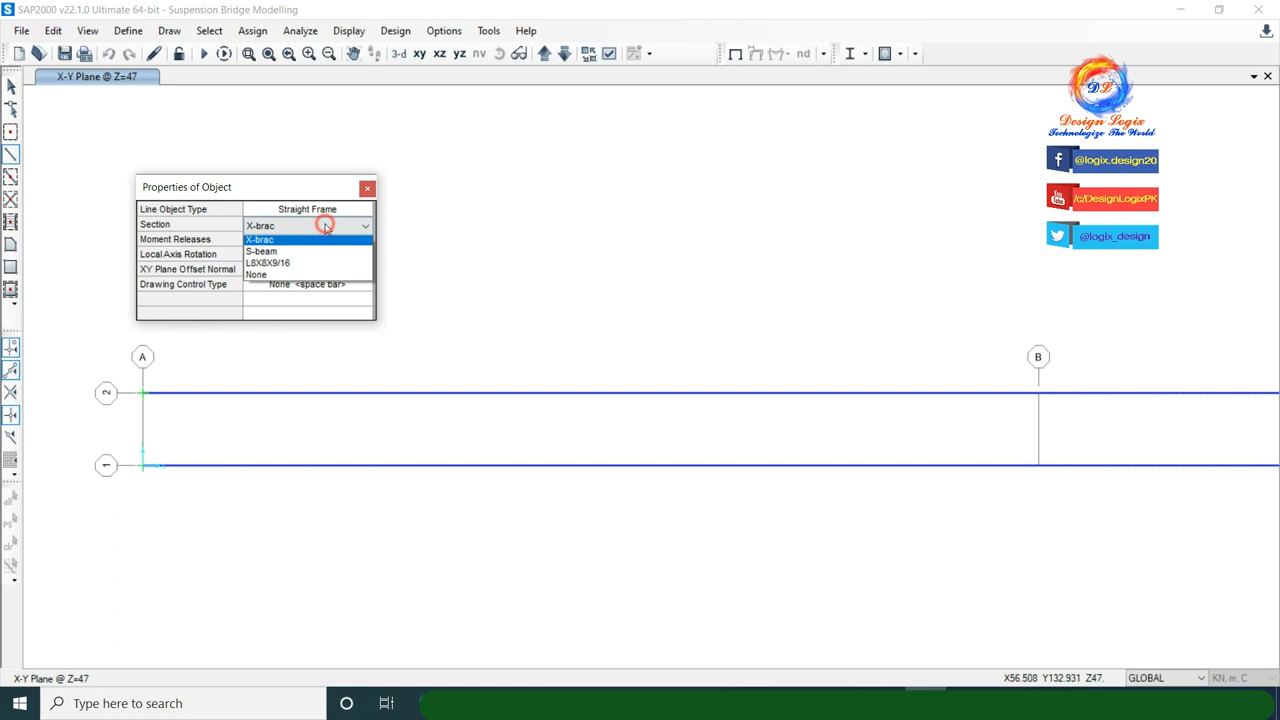 SAP2000 v22.1.0 Ultimate 64-bit - Suspension Bridge Modelling
File Edit View Define Draw Select Assign Analyze Display Design Options Tools Help
3-d xy xz yz nv nd
X-Y Plane @ Z=47
DL
Design Logix
Technologize The World
@logix.design20
/c/DesignLogixPK
@logix_design
Properties of Object
Line Object Type Straight Frame
Section X-brac
Moment Releases X-brac
S-beam
Local Axis Rotation L8X8X9/16
XY Plane Offset Normal None
Drawing Control Type None <space bar>
A B
2
1
all
ps
clr
X-Y Plane @ Z=47 X56.508 Y132.931 Z47. GLOBAL KN, m, C
Type here to search